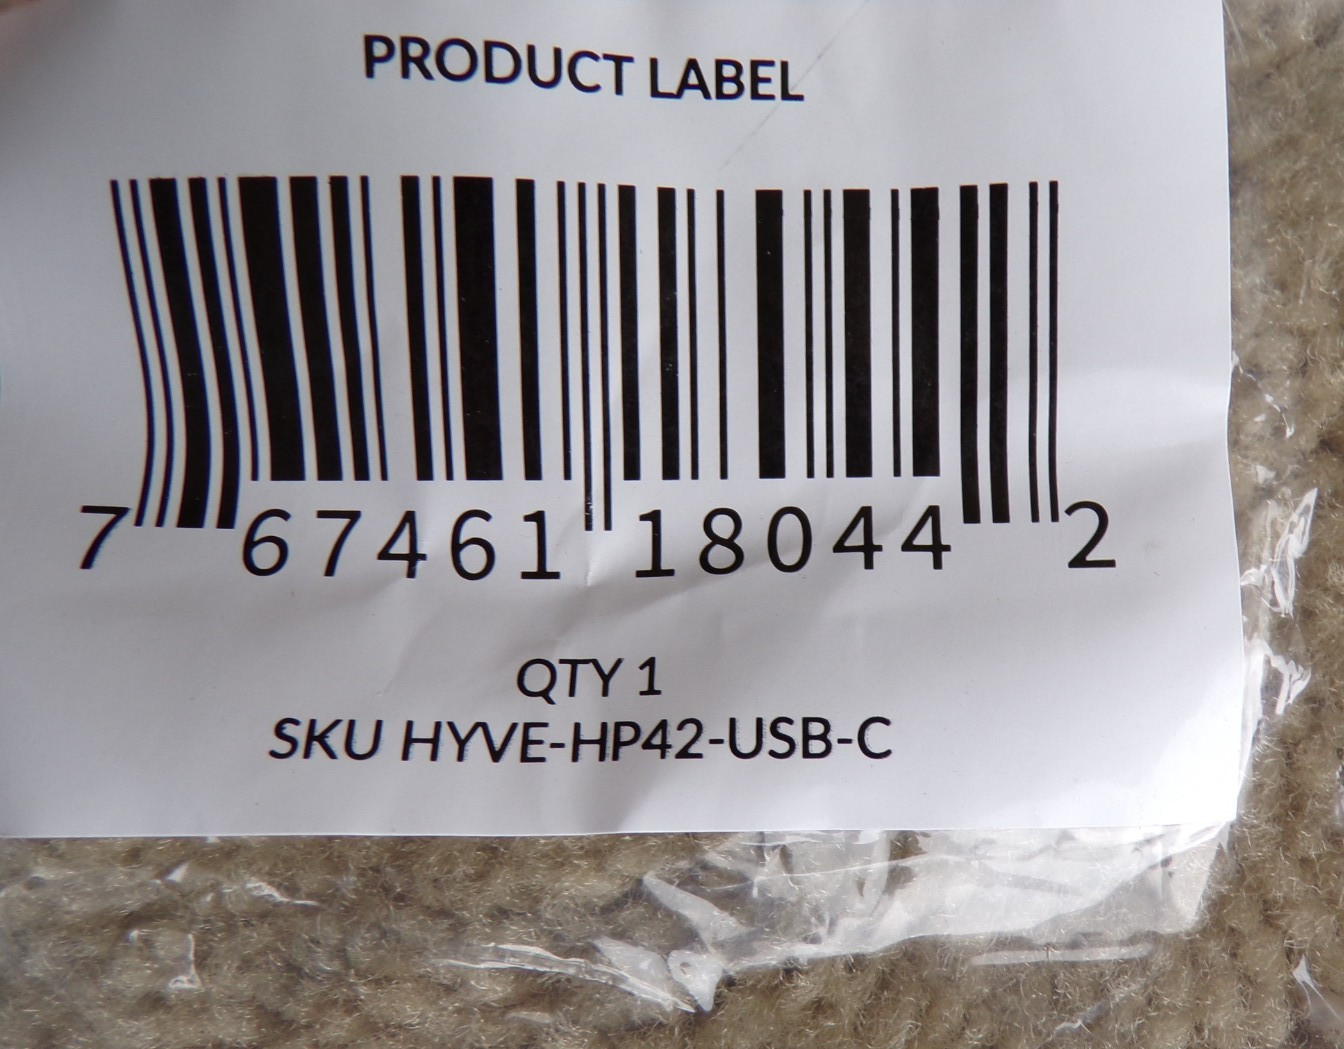 PRODUCT LABEL
7 67461 18044 2
QTY 1
SKU HYVE-HP42-USB-C